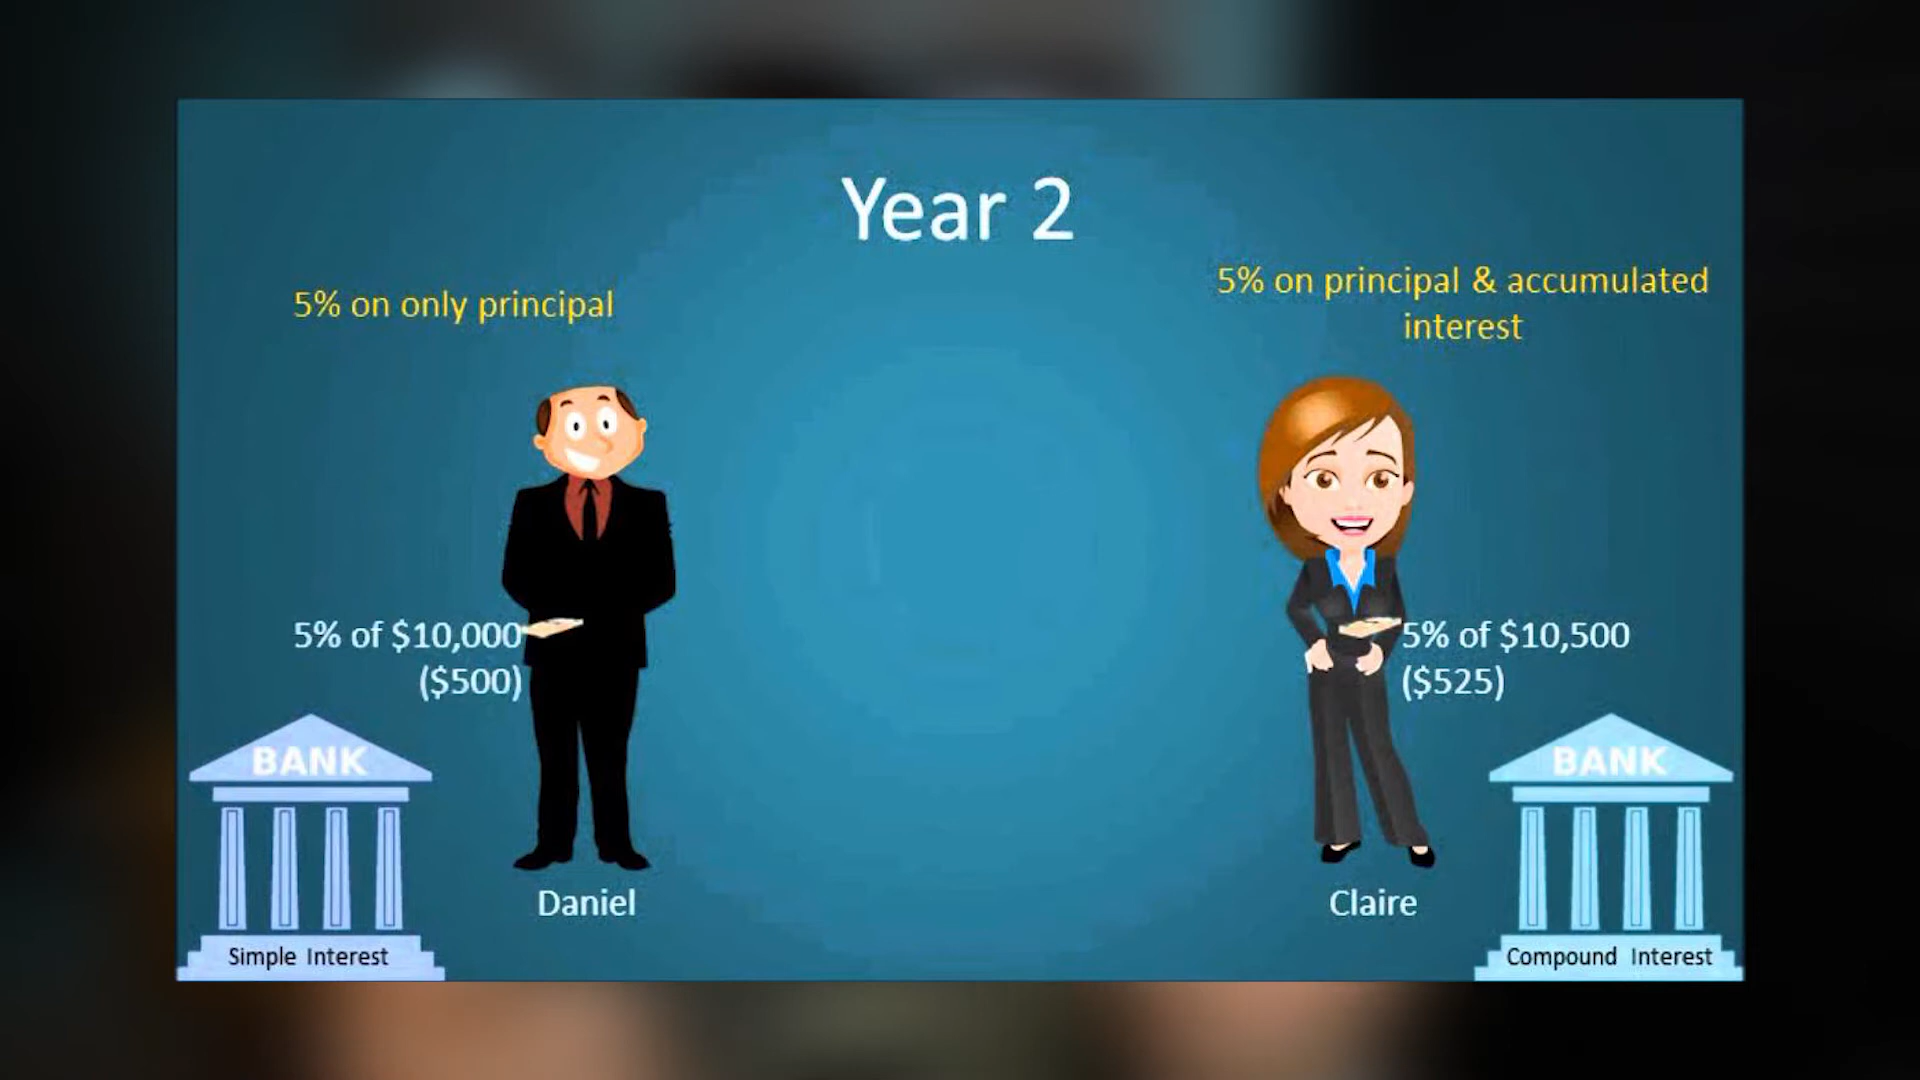 Year 2
5% on only principal
5% on principal & accumulated
interest
5% of $10,000
($500)
5% of $10,500
($525)
BANK
Simple Interest
Daniel
Claire
BANK
Compound Interest